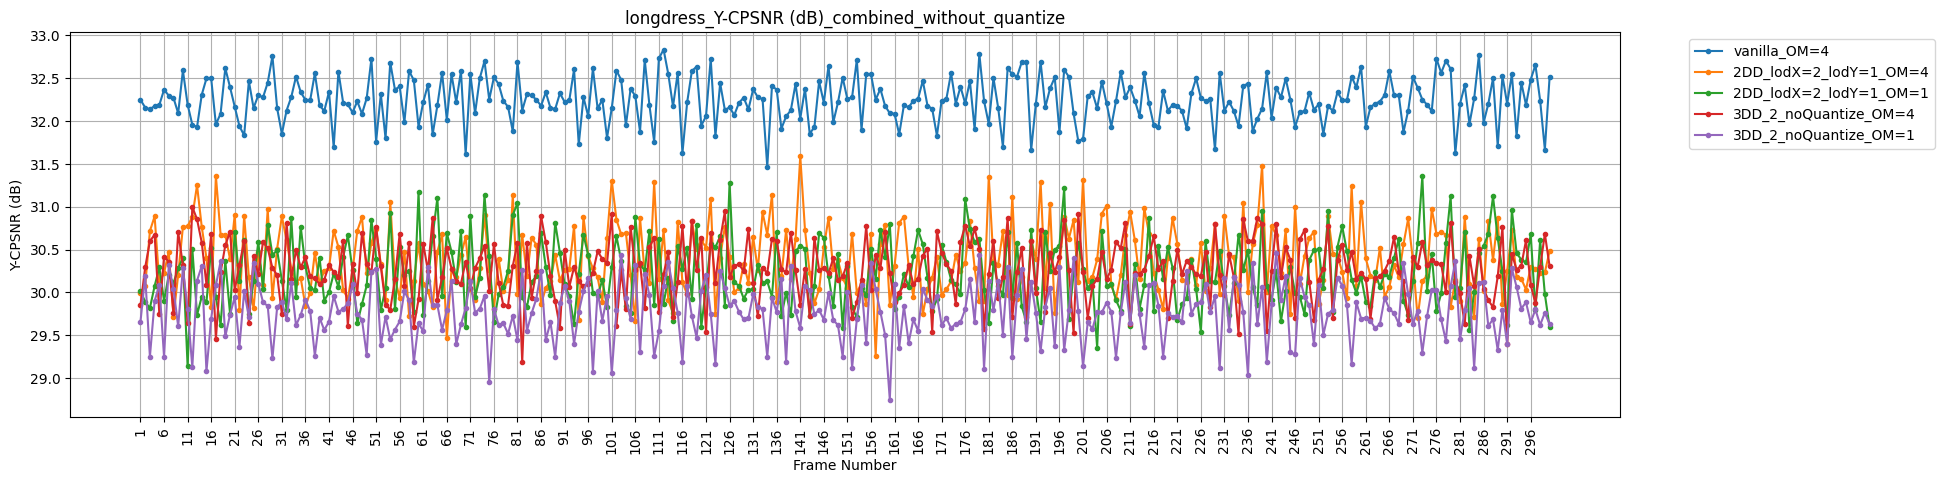 longdress_Y-CPSNR (dB)_combined_without_quantize
33.0
32.5
32.0
31.5
31.0
30.5
30.0
29.5
29.0
Y-CPSNR (dB)
1 6 11 16 21 26 31 36 41 46 51 56 61 66 71 76 81 86 91 96 101 106 111 116 121 126 131 136 141 146 151 156 161 166 171 176 181 186 191 196 201 206 211 216 221 226 231 236 241 246 251 256 261 266 271 276 281 286 291 296
Frame Number
vanilla_OM=4
2DD_lodX=2_lodY=1_OM=4
2DD_lodX=2_lodY=1_OM=1
3DD_2_noQuantize_OM=4
3DD_2_noQuantize_OM=1